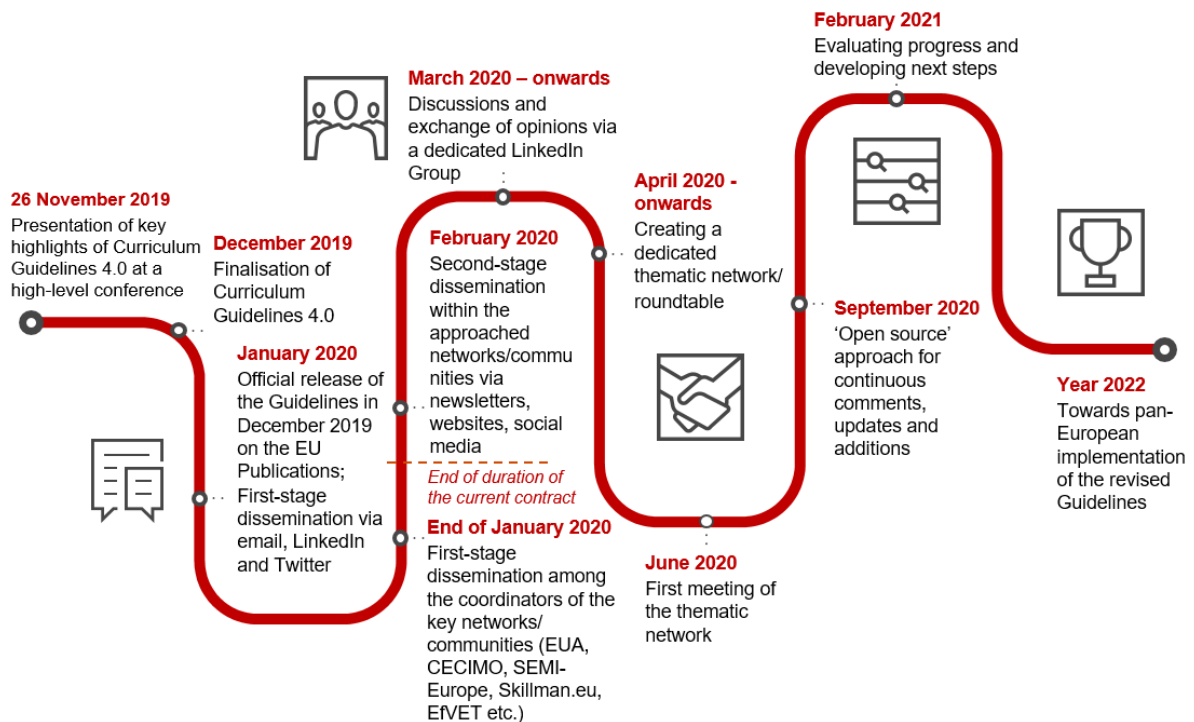 26 November 2019
Presentation of key
highlights of Curriculum
Guidelines 4.0 at a
high-level conference
December 2019
Finalisation of
Curriculum
Guidelines 4.0
January 2020
Official release of
the Guidelines in
December 2019
on the EU
Publications;
First-stage
dissemination via
email, LinkedIn
and Twitter
End of January 2020
First-stage
dissemination among
the coordinators of the
key networks/
communities (EUA,
CECIMO, SEMI-
Europe, Skillman.eu,
EfVET etc.)
End of duration of
the current contract
February 2020
Second-stage
dissemination
within the
approached
networks/commu
nities via
newsletters,
websites, social
media
March 2020 – onwards
Discussions and
exchange of opinions via
a dedicated LinkedIn
Group
April 2020 -
onwards
Creating a
dedicated
thematic network/
roundtable
June 2020
First meeting of
the thematic
network
September 2020
‘Open source’
approach for
continuous
comments,
updates and
additions
February 2021
Evaluating progress and
developing next steps
Year 2022
Towards pan-
European
implementation
of the revised
Guidelines